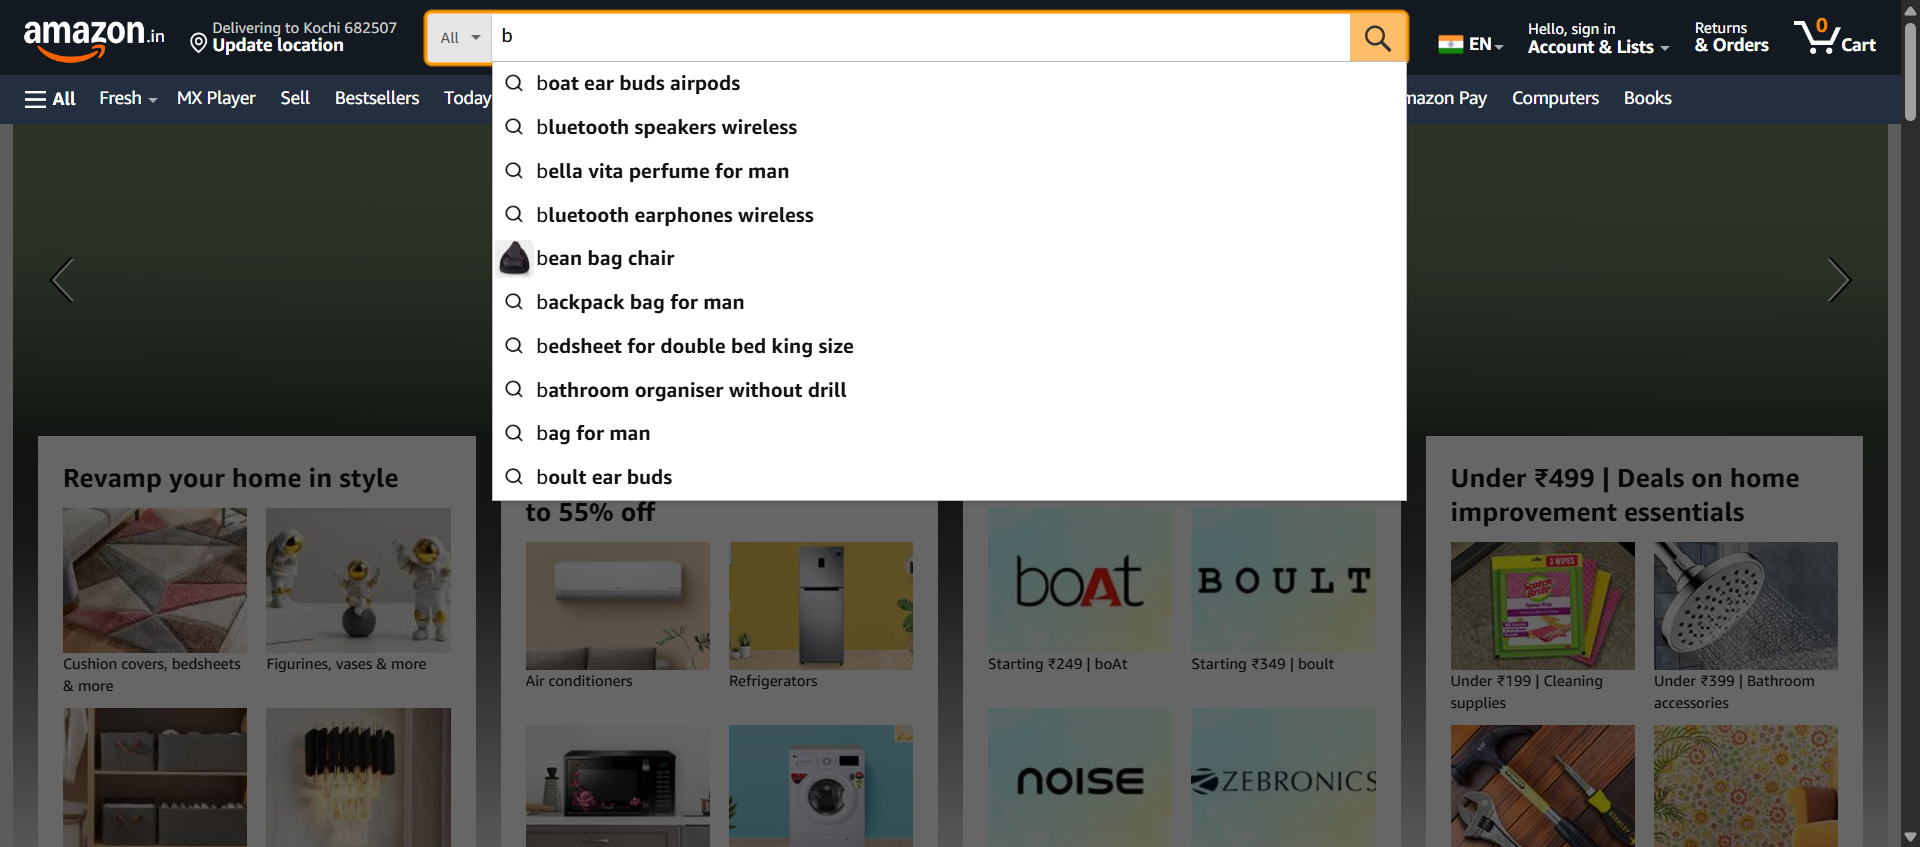 amazon.in
Delivering to Kochi 682507
Update location
All
b
EN
Hello, sign in
Account & Lists
Returns
& Orders
0
Cart
All
Fresh
MX Player
Sell
Bestsellers
Today
mazon Pay
Computers
Books
boat ear buds airpods
bluetooth speakers wireless
bella vita perfume for man
bluetooth earphones wireless
bean bag chair
backpack bag for man
bedsheet for double bed king size
bathroom organiser without drill
bag for man
boult ear buds
Revamp your home in style
Cushion covers, bedsheets
& more
Figurines, vases & more
to 55% off
Air conditioners
Refrigerators
boAt
BOULT
Starting ₹249 | boAt
Starting ₹349 | boult
noise
ZEBRONICS
Under ₹499 | Deals on home
improvement essentials
3 WIPES
Scotch
Brite
Under ₹199 | Cleaning
supplies
Under ₹399 | Bathroom
accessories